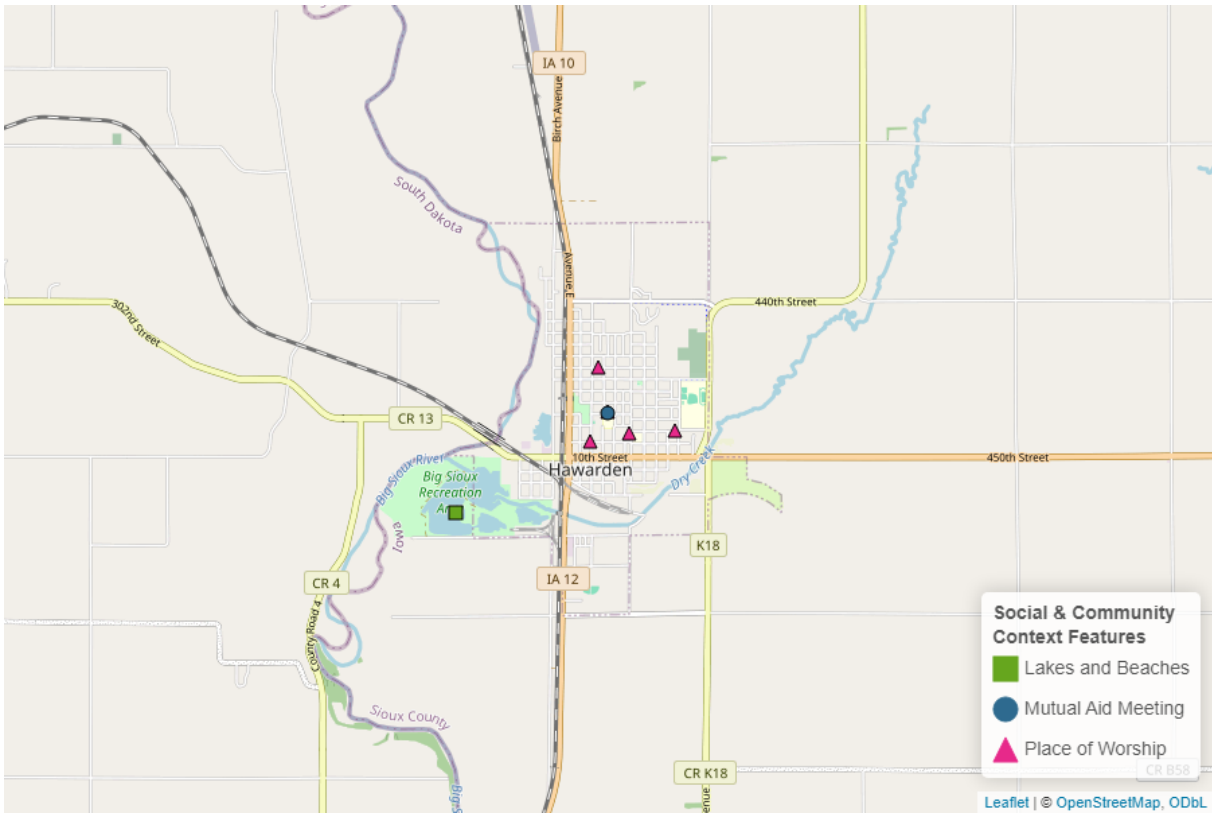 IA 10
Birch Avenue
South Dakota
Avenue E
440th Street
302nd Street
CR 13
10th Street
450th Street
Hawarden
Big Sioux River
Big Sioux
Recreation
Dry Creek
Iowa
K18
CR 4
IA 12
County Road 4
Sioux County
CR K18
CR B58
Social & Community
Context Features
Lakes and Beaches
Mutual Aid Meeting
Place of Worship
Leaflet | © OpenStreetMap, ODbL